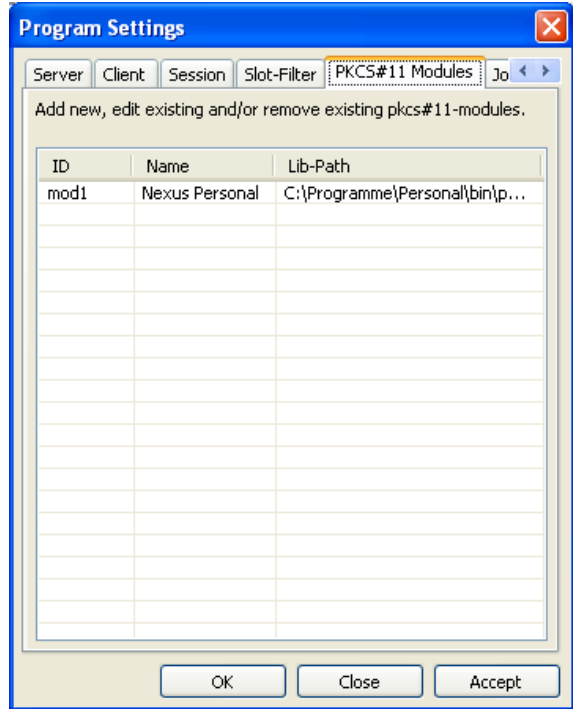 Program Settings
Server Client Session Slot-Filter PKCS#11 Modules Jo
Add new, edit existing and/or remove existing pkcs#11-modules.
ID Name Lib-Path
mod1 Nexus Personal C:\Programme\Personal\bin\p...
OK Close Accept